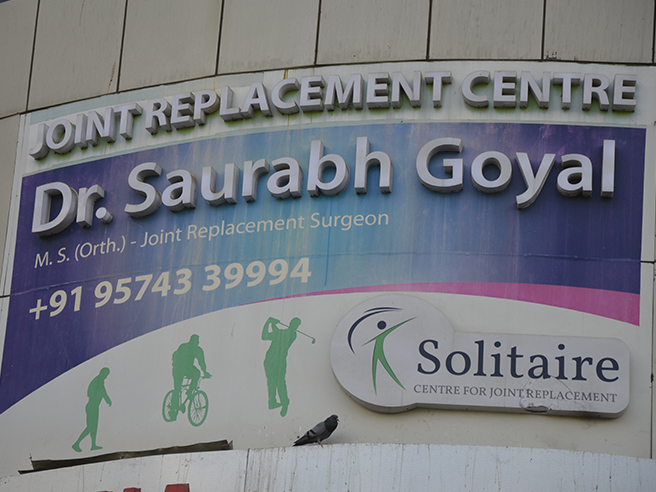 JOINT REPLACEMENT CENTRE
Dr. Saurabh Goyal
M. S. (Orth.) - Joint Replacement Surgeon
+91 95743 39994
Solitaire
CENTRE FOR JOINT REPLACEMENT